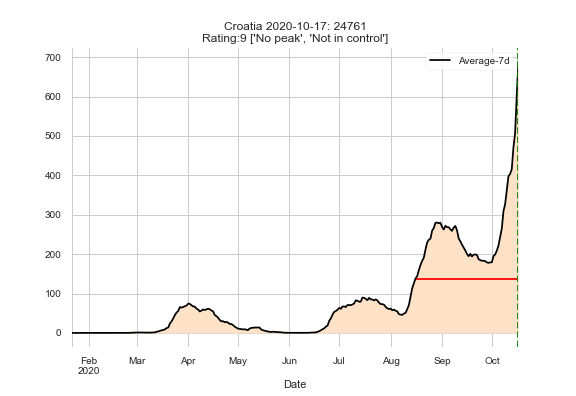 Croatia 2020-10-17: 24761
Rating:9 ['No peak', 'Not in control']
Average-7d
700
600
500
400
300
200
100
0
Feb Mar Apr May Jun Jul Aug Sep Oct
2020
Date